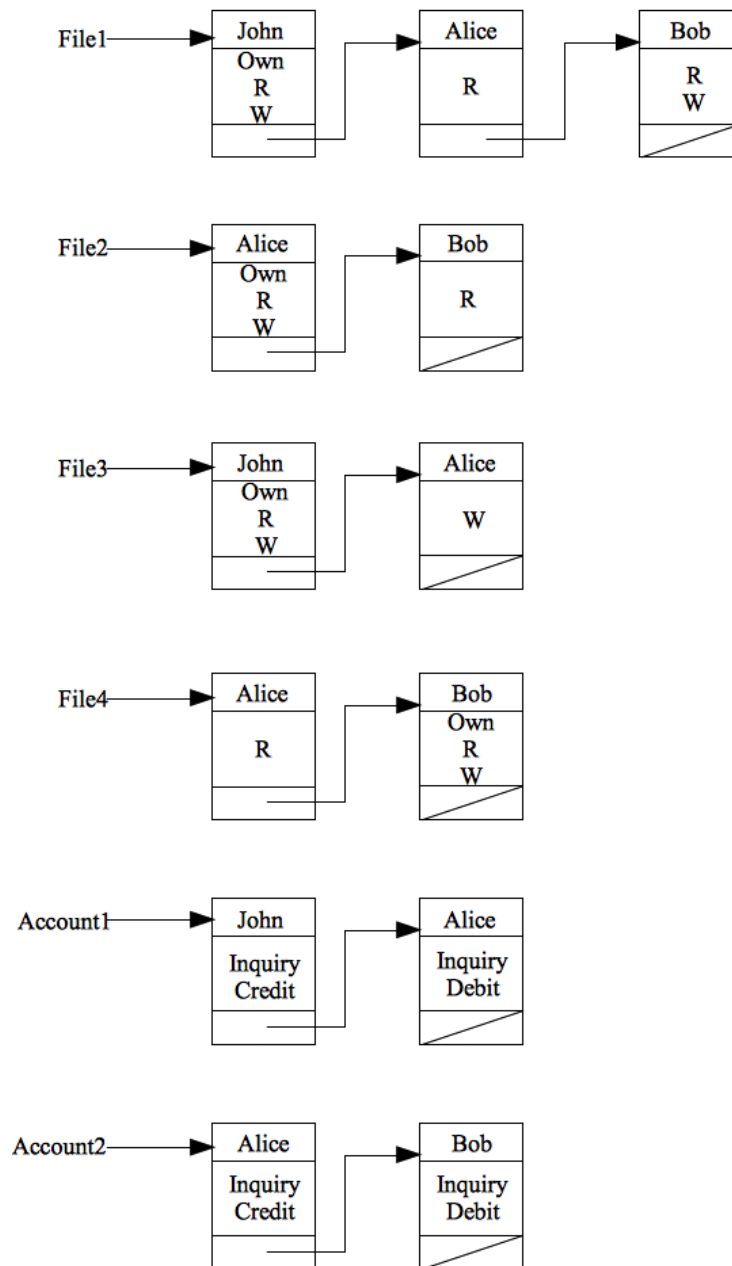 File1
John
Own
R
W
Alice
R
Bob
R
W
File2
Alice
Own
R
W
Bob
R
File3
John
Own
R
W
Alice
W
File4
Alice
R
Bob
Own
R
W
Account1
John
Inquiry
Credit
Alice
Inquiry
Debit
Account2
Alice
Inquiry
Credit
Bob
Inquiry
Debit